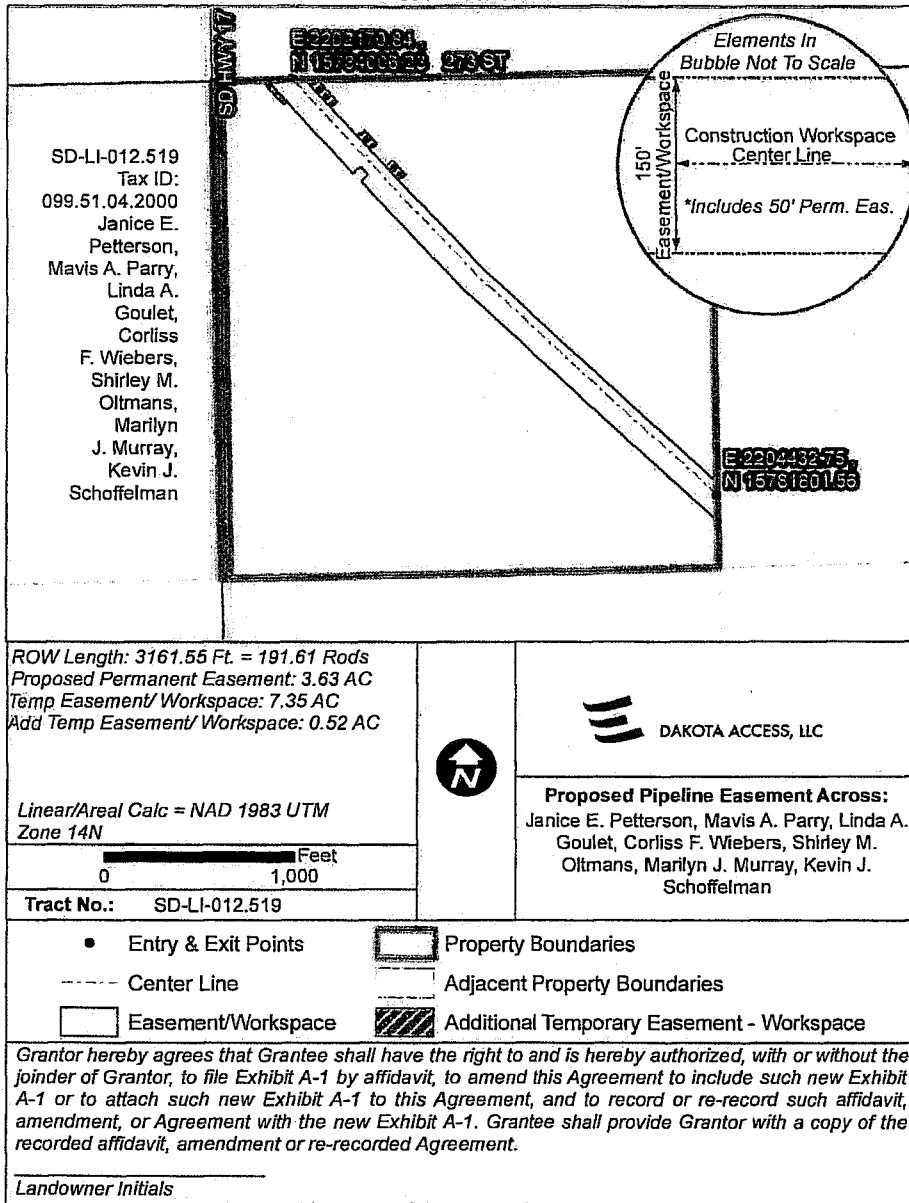 SD HWY 17
273 ST
Elements In
Bubble Not To Scale
150'
Easement/Workspace
Construction Workspace
Center Line
*Includes 50' Perm. Eas.
SD-LI-012.519
Tax ID:
099.51.04.2000
Janice E.
Petterson,
Mavis A. Parry,
Linda A.
Goulet,
Corliss
F. Wiebers,
Shirley M.
Oltmans,
Marilyn
J. Murray,
Kevin J.
Schoffelman
E 2204432.75,
N 15781801.56
ROW Length: 3161.55 Ft. = 191.61 Rods
Proposed Permanent Easement: 3.63 AC
Temp Easement/ Workspace: 7.35 AC
Add Temp Easement/ Workspace: 0.52 AC
Linear/Areal Calc = NAD 1983 UTM
Zone 14N
Feet
0 1,000
Tract No.: SD-LI-012.519
N
DAKOTA ACCESS, LLC
Proposed Pipeline Easement Across:
Janice E. Petterson, Mavis A. Parry, Linda A.
Goulet, Corliss F. Wiebers, Shirley M.
Oltmans, Marilyn J. Murray, Kevin J.
Schoffelman
Entry & Exit Points
Property Boundaries
Center Line
Adjacent Property Boundaries
Easement/Workspace
Additional Temporary Easement - Workspace
Grantor hereby agrees that Grantee shall have the right to and is hereby authorized, with or without the
joinder of Grantor, to file Exhibit A-1 by affidavit, to amend this Agreement to include such new Exhibit
A-1 or to attach such new Exhibit A-1 to this Agreement, and to record or re-record such affidavit,
amendment, or Agreement with the new Exhibit A-1. Grantee shall provide Grantor with a copy of the
recorded affidavit, amendment or re-recorded Agreement.
Landowner Initials